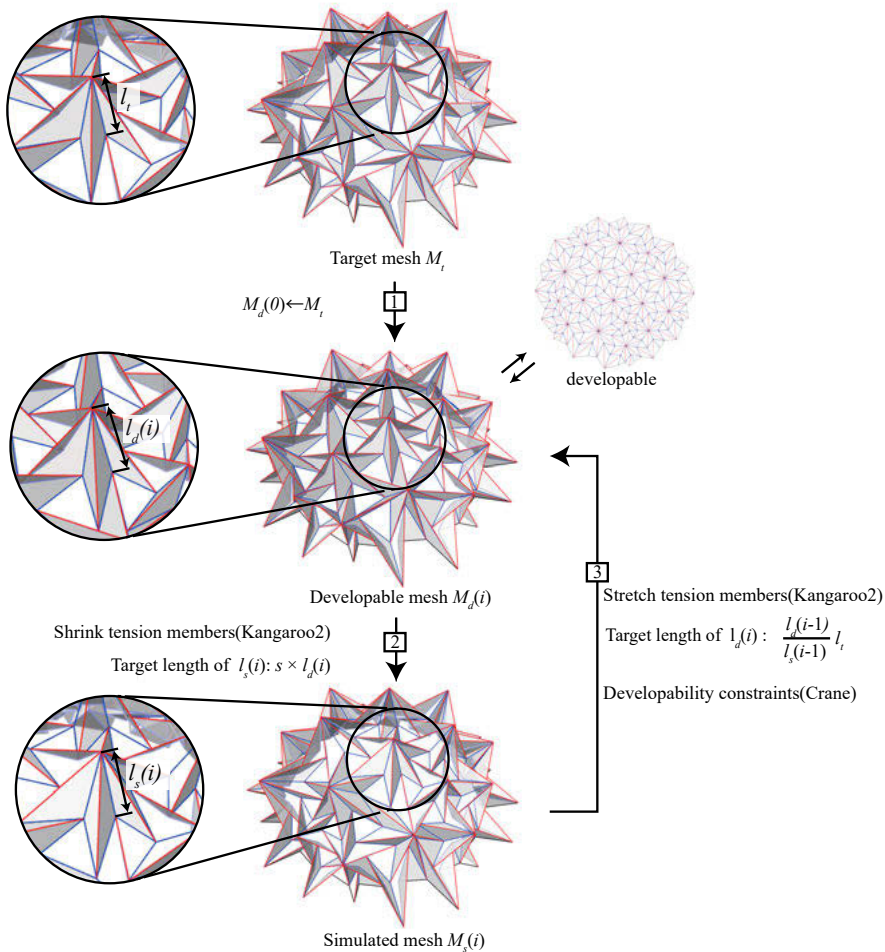 l_t
Target mesh M_t
M_d(0)←M_t
1
developable
l_d(i)
Developable mesh M_d(i)
Shrink tension members(Kangaroo2)
2
Target length of l_s(i): s × l_d(i)
3
Stretch tension members(Kangaroo2)
Target length of l_d(i) : l_d(i-1)/l_s(i-1) l_t
Developability constraints(Crane)
l_s(i)
Simulated mesh M_s(i)